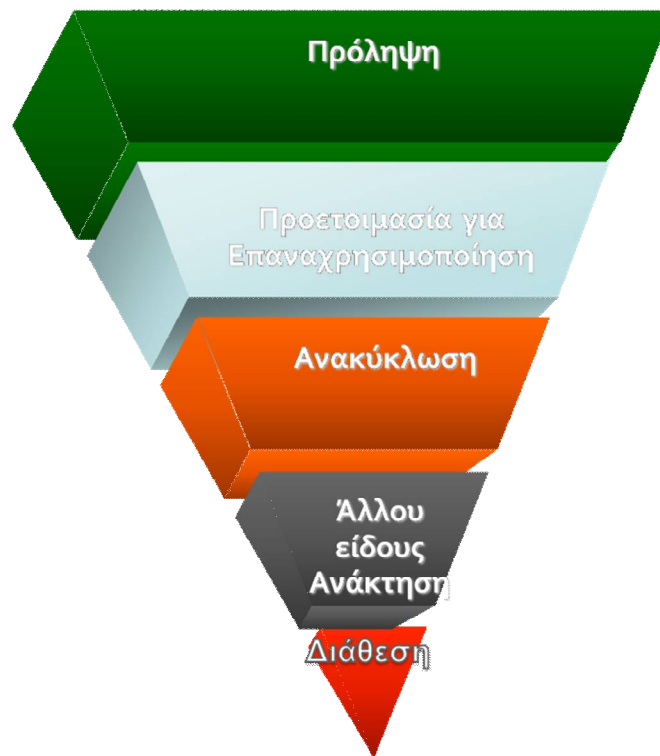 Πρόληψη
Προετοιμασία για
Επαναχρησιμοποίηση
Ανακύκλωση
Άλλου
είδους
Ανάκτηση
Διάθεση